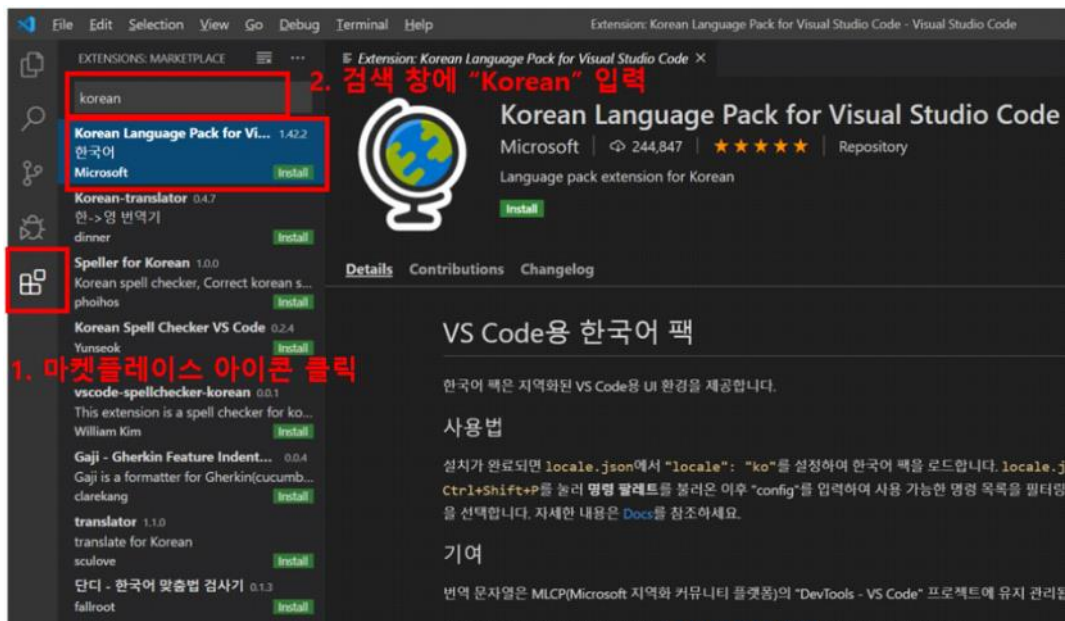 File Edit Selection View Go Debug Terminal Help
Extension: Korean Language Pack for Visual Studio Code - Visual Studio Code
EXTENSIONS: MARKETPLACE
Extension: Korean Language Pack for Visual Studio Code
2. 검색 창에 "Korean" 입력
korean
Korean Language Pack for Vi... 1.42.2
한국어
Microsoft Install
Korean-translator 0.4.7
한->영 번역기
dinner Install
Speller for Korean 1.0.0
Korean spell checker, Correct korean s...
phoihos Install
Korean Spell Checker VS Code 0.2.4
Yunseok Install
1. 마켓플레이스 아이콘 클릭
vscode-spellchecker-korean 0.0.1
This extension is a spell checker for ko...
William Kim Install
Gaji - Gherkin Feature Indent... 0.0.4
Gaji is a formatter for Gherkin(cucumb...
clarekang Install
translator 1.1.0
translate for Korean
sculove Install
단디 - 한국어 맞춤법 검사기 0.1.3
fallroot Install
Korean Language Pack for Visual Studio Code
Microsoft 244,847 Repository
Language pack extension for Korean
Install
Details Contributions Changelog
VS Code용 한국어 팩
한국어 팩은 지역화된 VS Code용 UI 환경을 제공합니다.
사용법
설치가 완료되면 locale.json에서 "locale": "ko"를 설정하여 한국어 팩을 로드합니다. locale.j
Ctrl+Shift+P를 눌러 명령 팔레트를 불러온 이후 "config"를 입력하여 사용 가능한 명령 목록을 필터링
을 선택합니다. 자세한 내용은 Docs를 참조하세요.
기여
번역 문자열은 MLCP(Microsoft 지역화 커뮤니티 플랫폼)의 "DevTools - VS Code" 프로젝트에 유지 관리